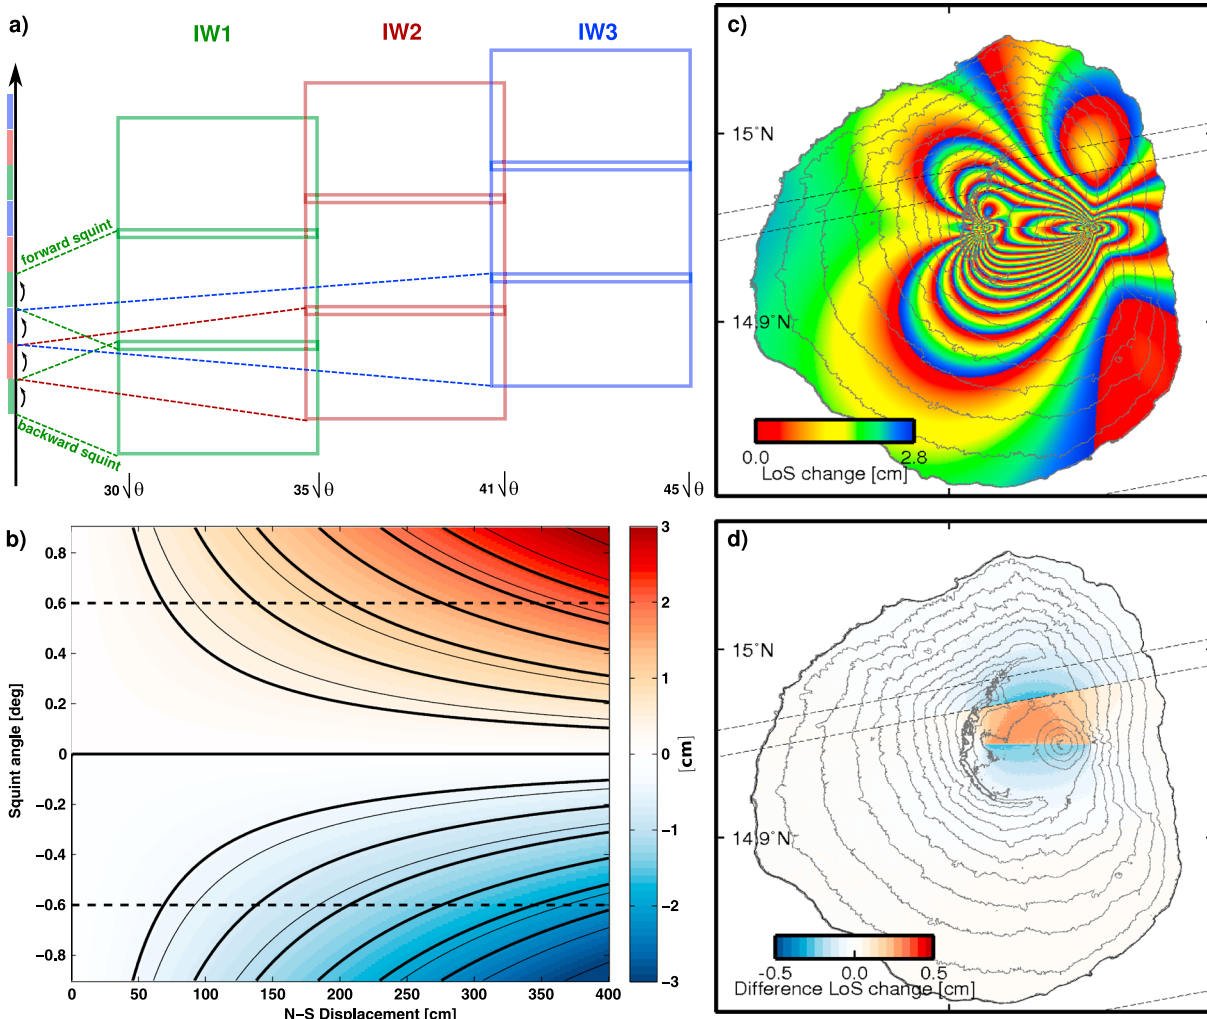 a)
IW1
IW2
IW3
forward squint
backward squint
30 θ
35 θ
41 θ
45 θ
b)
Squint angle [deg]
0.8
0.6
0.4
0.2
0
−0.2
−0.4
−0.6
−0.8
0
50
100
150
200
250
300
350
400
N−S Displacement [cm]
3
2
1
0
−1
−2
−3
[cm]
c)
15°N
14.9°N
0.0
2.8
LoS change [cm]
d)
15°N
14.9°N
-0.5
0.0
0.5
Difference LoS change [cm]